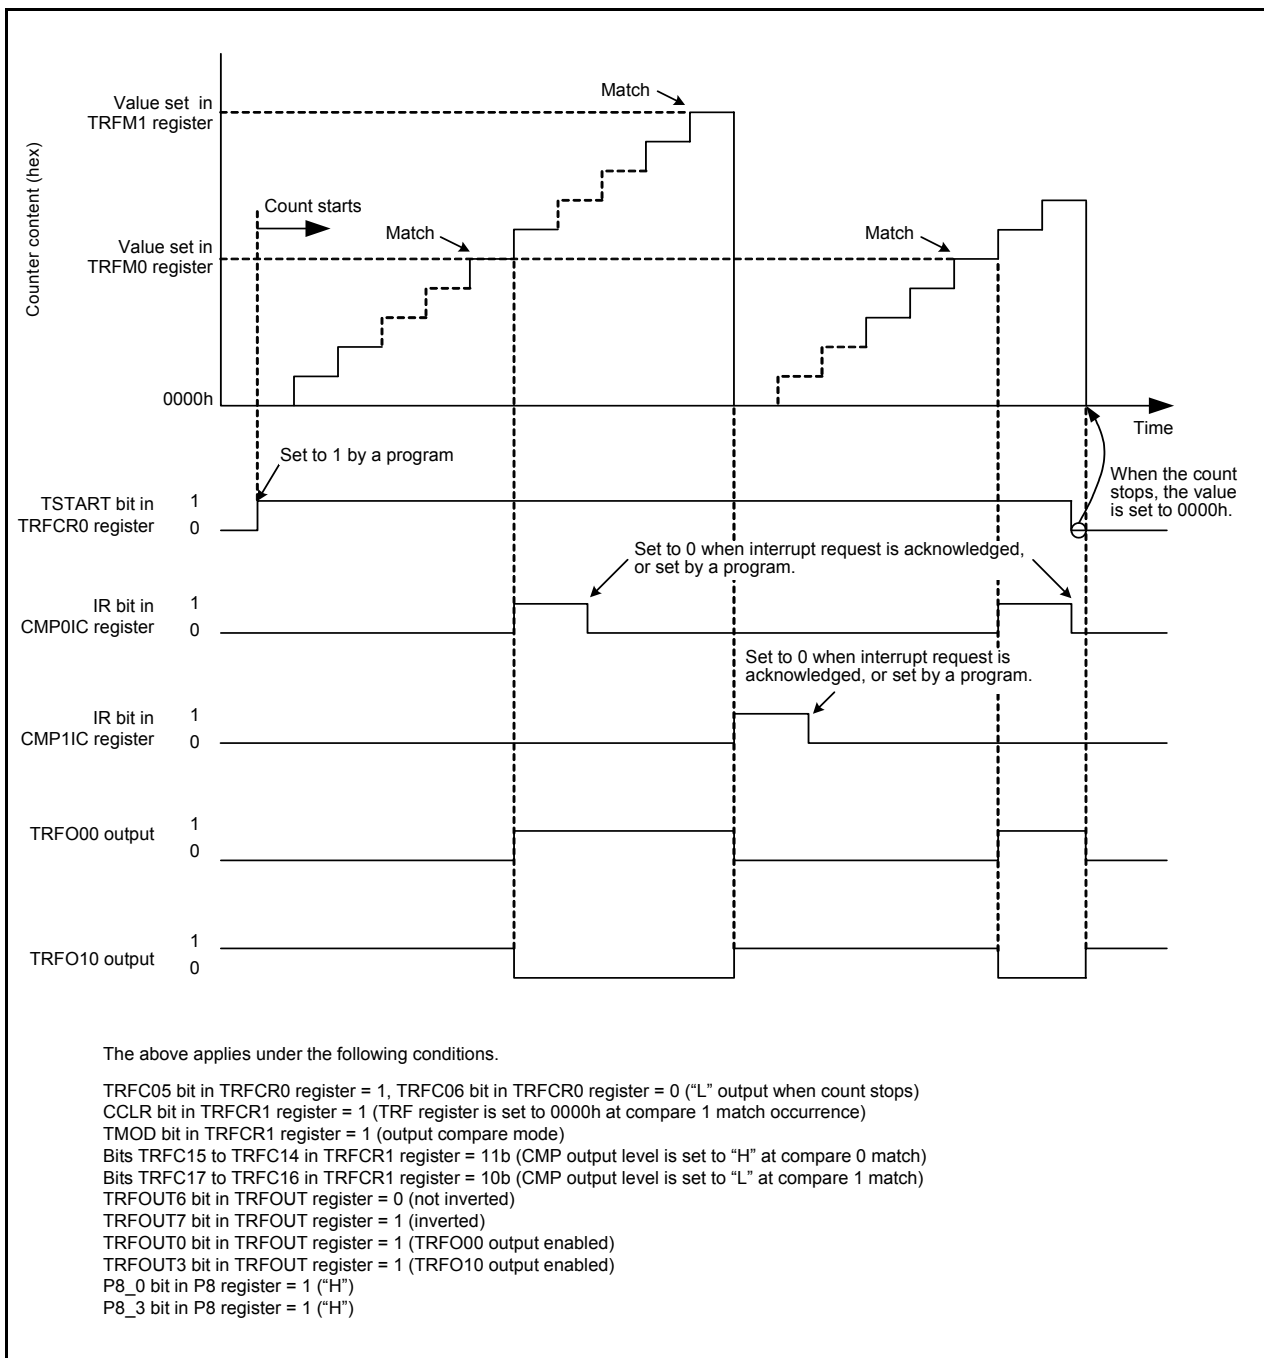 Match
Value set in
TRFM1 register
Counter content (hex)
Count starts
Match
Match
Value set in
TRFM0 register
0000h
Time
Set to 1 by a program
When the count
stops, the value
is set to 0000h.
TSTART bit in
TRFCR0 register
1
0
Set to 0 when interrupt request is acknowledged,
or set by a program.
IR bit in
CMP0IC register
1
0
Set to 0 when interrupt request is
acknowledged, or set by a program.
IR bit in
CMP1IC register
1
0
TRFO00 output
1
0
TRFO10 output
1
0
The above applies under the following conditions.
TRFC05 bit in TRFCR0 register = 1, TRFC06 bit in TRFCR0 register = 0 (“L” output when count stops)
CCLR bit in TRFCR1 register = 1 (TRF register is set to 0000h at compare 1 match occurrence)
TMOD bit in TRFCR1 register = 1 (output compare mode)
Bits TRFC15 to TRFC14 in TRFCR1 register = 11b (CMP output level is set to “H” at compare 0 match)
Bits TRFC17 to TRFC16 in TRFCR1 register = 10b (CMP output level is set to “L” at compare 1 match)
TRFOUT6 bit in TRFOUT register = 0 (not inverted)
TRFOUT7 bit in TRFOUT register = 1 (inverted)
TRFOUT0 bit in TRFOUT register = 1 (TRFO00 output enabled)
TRFOUT3 bit in TRFOUT register = 1 (TRFO10 output enabled)
P8_0 bit in P8 register = 1 (“H”)
P8_3 bit in P8 register = 1 (“H”)